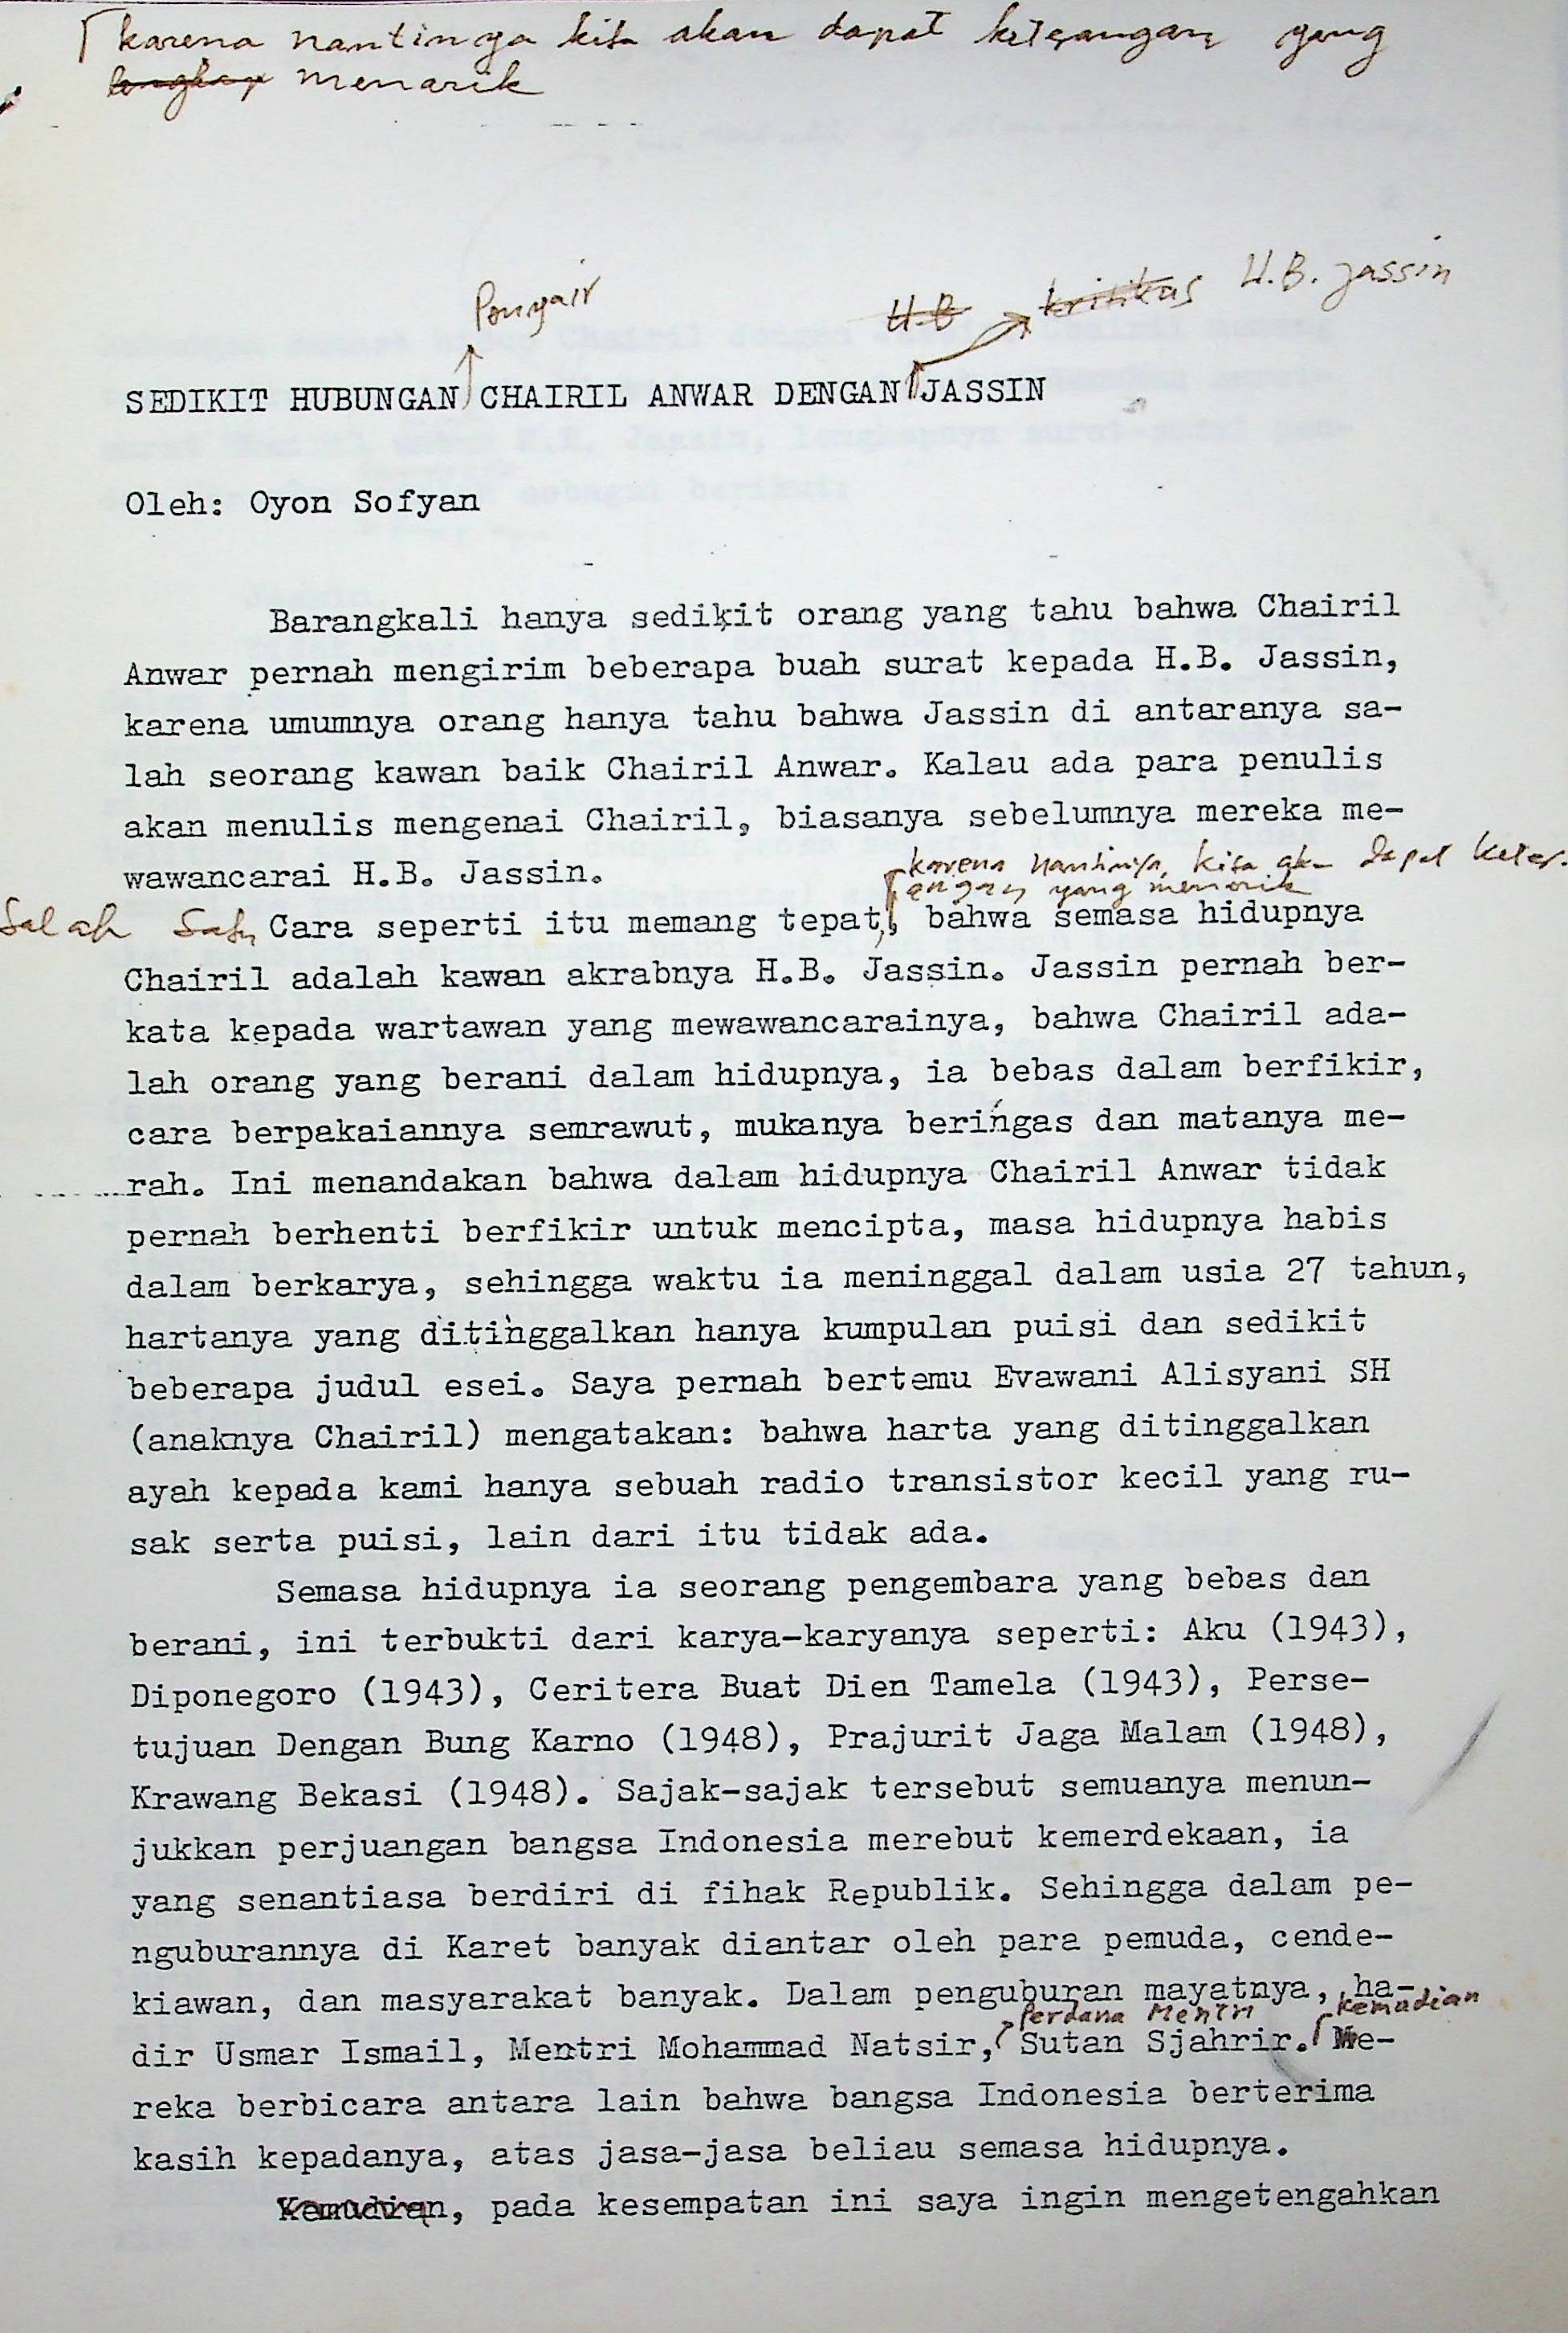 karena nantinya kita akan dapat keterangan yang
lengkap menarik
Penyair
H.B kritikus H.B. Jassin
SEDIKIT HUBUNGAN CHAIRIL ANWAR DENGAN JASSIN
Oleh: Oyon Sofyan
Barangkali hanya sedikit orang yang tahu bahwa Chairil
Anwar pernah mengirim beberapa buah surat kepada H.B. Jassin,
karena umumnya orang hanya tahu bahwa Jassin di antaranya sa-
lah seorang kawan baik Chairil Anwar. Kalau ada para penulis
akan menulis mengenai Chairil, biasanya sebelumnya mereka me-
wawancarai H.B. Jassin.
karena nantinya, kita akan dapat keter-
angan yang menarik
Salah satu Cara seperti itu memang tepat, bahwa semasa hidupnya
Chairil adalah kawan akrabnya H.B. Jassin. Jassin pernah ber-
kata kepada wartawan yang mewawancarainya, bahwa Chairil ada-
lah orang yang berani dalam hidupnya, ia bebas dalam berfikir,
cara berpakaiannya semrawut, mukanya beringas dan matanya me-
rah. Ini menandakan bahwa dalam hidupnya Chairil Anwar tidak
pernah berhenti berfikir untuk mencipta, masa hidupnya habis
dalam berkarya, sehingga waktu ia meninggal dalam usia 27 tahun,
hartanya yang ditinggalkan hanya kumpulan puisi dan sedikit
beberapa judul esei. Saya pernah bertemu Evawani Alisyani SH
(anaknya Chairil) mengatakan: bahwa harta yang ditinggalkan
ayah kepada kami hanya sebuah radio transistor kecil yang ru-
sak serta puisi, lain dari itu tidak ada.
Semasa hidupnya ia seorang pengembara yang bebas dan
berani, ini terbukti dari karya-karyanya seperti: Aku (1943),
Diponegoro (1943), Ceritera Buat Dien Tamela (1943), Perse-
tujuan Dengan Bung Karno (1948), Prajurit Jaga Malam (1948),
Krawang Bekasi (1948). Sajak-sajak tersebut semuanya menun-
jukkan perjuangan bangsa Indonesia merebut kemerdekaan, ia
yang senantiasa berdiri di fihak Republik. Sehingga dalam pe-
nguburannya di Karet banyak diantar oleh para pemuda, cende-
kiawan, dan masyarakat banyak. Dalam penguburan mayatnya, ha-
Perdana Mentri kemudian
dir Usmar Ismail, Mentri Mohammad Natsir, Sutan Sjahrir. Me-
reka berbicara antara lain bahwa bangsa Indonesia berterima
kasih kepadanya, atas jasa-jasa beliau semasa hidupnya.
Kemudian, pada kesempatan ini saya ingin mengetengahkan